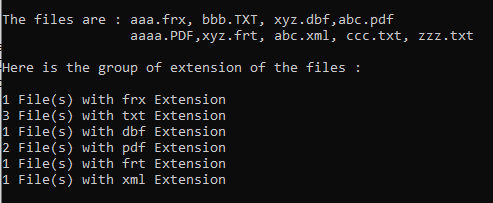 The files are : aaa.frx, bbb.TXT, xyz.dbf,abc.pdf
aaaa.PDF,xyz.frt, abc.xml, ccc.txt, zzz.txt
Here is the group of extension of the files :
1 File(s) with frx Extension
3 File(s) with txt Extension
1 File(s) with dbf Extension
2 File(s) with pdf Extension
1 File(s) with frt Extension
1 File(s) with xml Extension